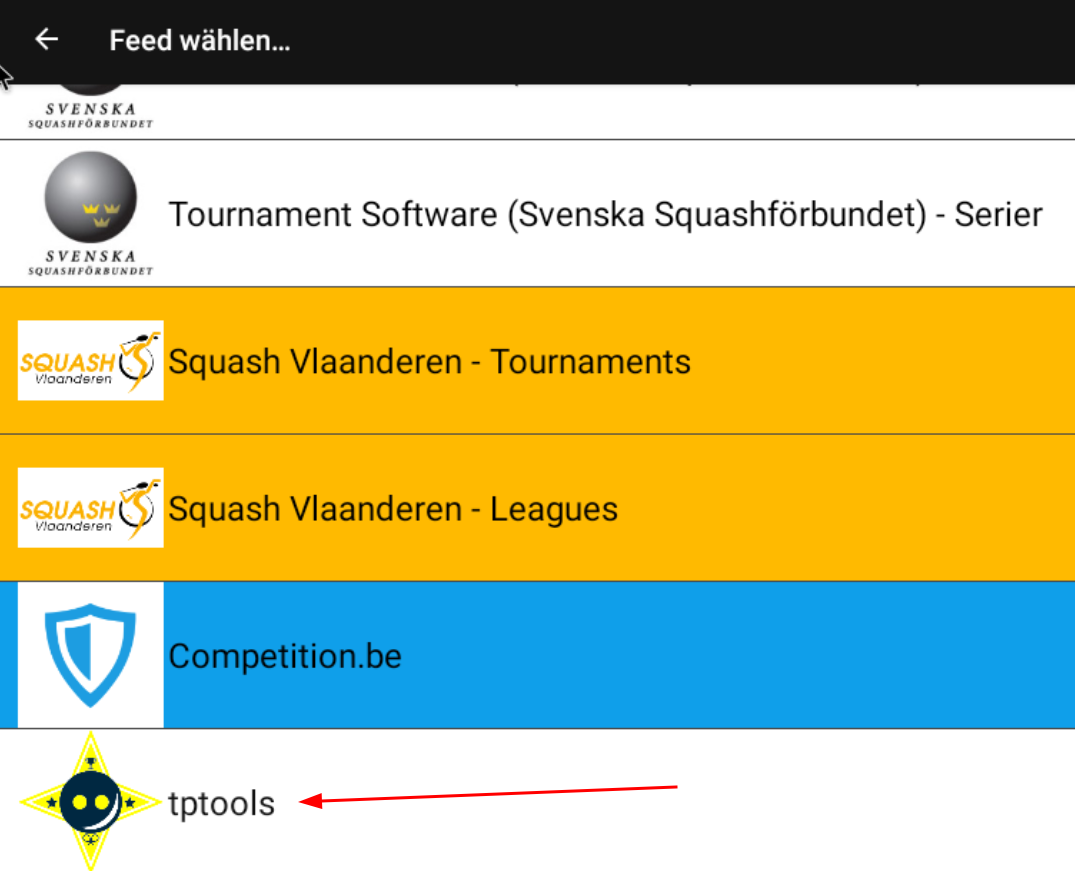 Feed wählen...
SVENSKA
SQUASHFÖRBUNDET
Tournament Software (Svenska Squashförbundet) - Serier
SVENSKA
SQUASHFÖRBUNDET
SQUASH
Vlaanderen
Squash Vlaanderen - Tournaments
SQUASH
Vlaanderen
Squash Vlaanderen - Leagues
Competition.be
tptools